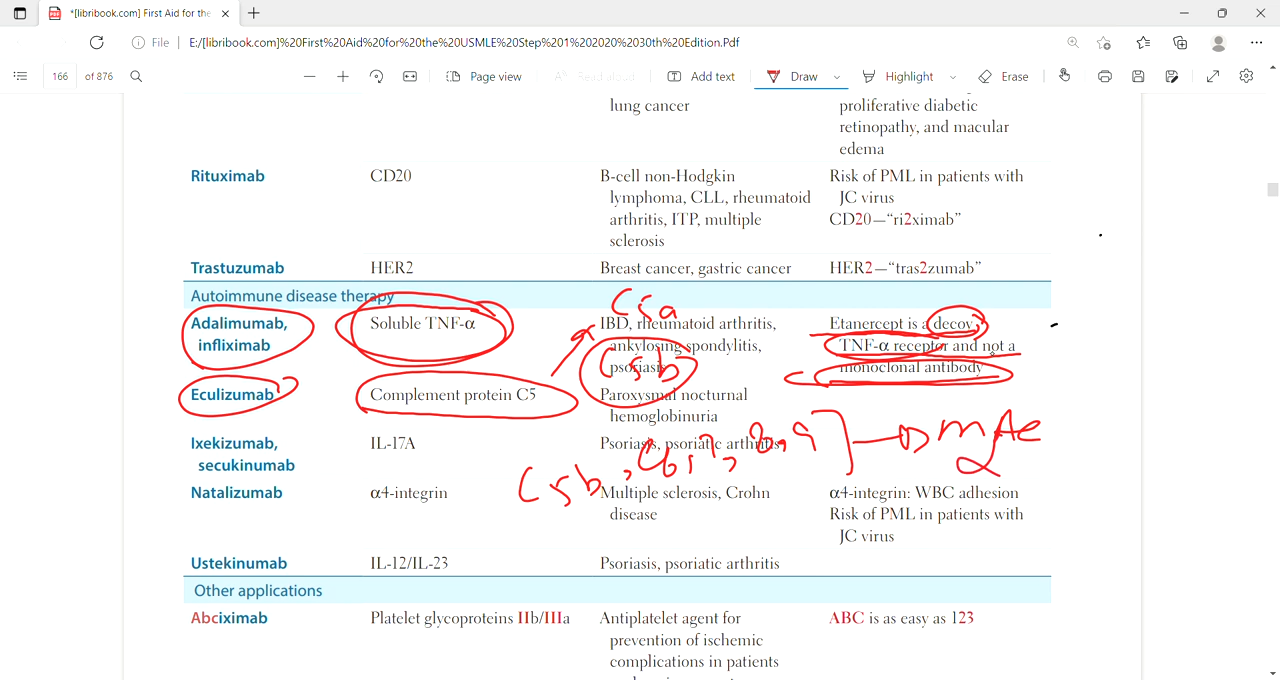 *[libribook.com] First Aid for the
File
E:/[libribook.com]%20First%20Aid%20for%20the%20USMLE%20Step%201%202020%2030th%20Edition.Pdf
166 of 876
Page view
Read aloud
Add text
Draw
Highlight
Erase
lung cancer
proliferative diabetic
retinopathy, and macular
edema
Rituximab CD20 B-cell non-Hodgkin Risk of PML in patients with
lymphoma, CLL, rheumatoid JC virus
arthritis, ITP, multiple CD20—“ri2ximab”
sclerosis
Trastuzumab HER2 Breast cancer, gastric cancer HER2—“tras2zumab”
Autoimmune disease therapy
C5a
Adalimumab, Soluble TNF-α IBD, rheumatoid arthritis, Etanercept is a decoy
infliximab ankylosing spondylitis, TNF-α receptor and not a
psoriasis monoclonal antibody
C5b
Eculizumab Complement protein C5 Paroxysmal nocturnal
hemoglobinuria
Ixekizumab, IL-17A Psoriasis, psoriatic arthritis
secukinumab
C5b, C6, 7, 8, 9] MAC
Natalizumab α4-integrin Multiple sclerosis, Crohn α4-integrin: WBC adhesion
disease Risk of PML in patients with
JC virus
Ustekinumab IL-12/IL-23 Psoriasis, psoriatic arthritis
Other applications
Abciximab Platelet glycoproteins IIb/IIIa Antiplatelet agent for ABC is as easy as 123
prevention of ischemic
complications in patients